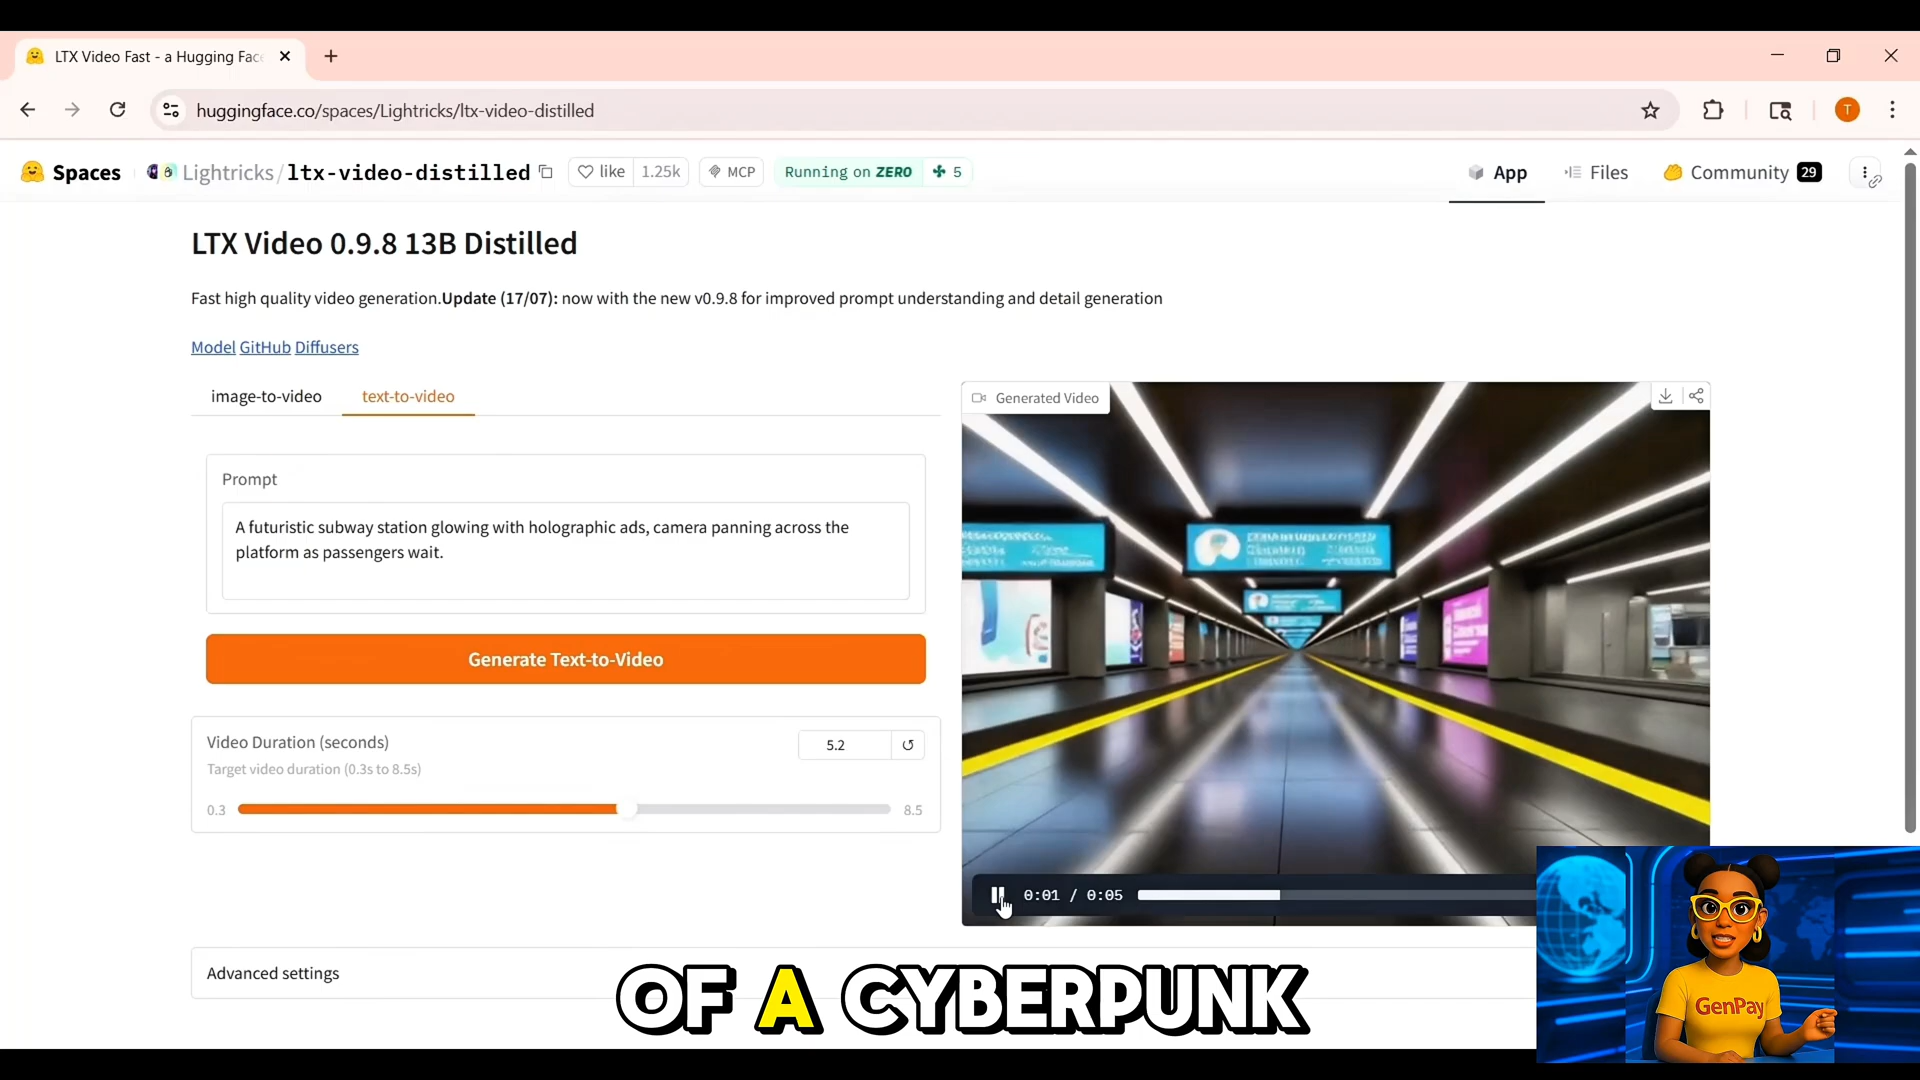 LTX Video Fast - a Hugging Face
huggingface.co/spaces/Lightricks/ltx-video-distilled
T
Spaces
Lightricks/ltx-video-distilled
like
1.25k
MCP
Running on ZERO
5
App
Files
Community
29
LTX Video 0.9.8 13B Distilled
Fast high quality video generation.Update (17/07): now with the new v0.9.8 for improved prompt understanding and detail generation
Model GitHub Diffusers
image-to-video
text-to-video
Generated Video
Prompt
A futuristic subway station glowing with holographic ads, camera panning across the
platform as passengers wait.
Generate Text-to-Video
Video Duration (seconds)
5.2
Target video duration (0.3s to 8.5s)
0.3
8.5
0:01 / 0:05
Advanced settings
OF A CYBERPUNK
GenPay